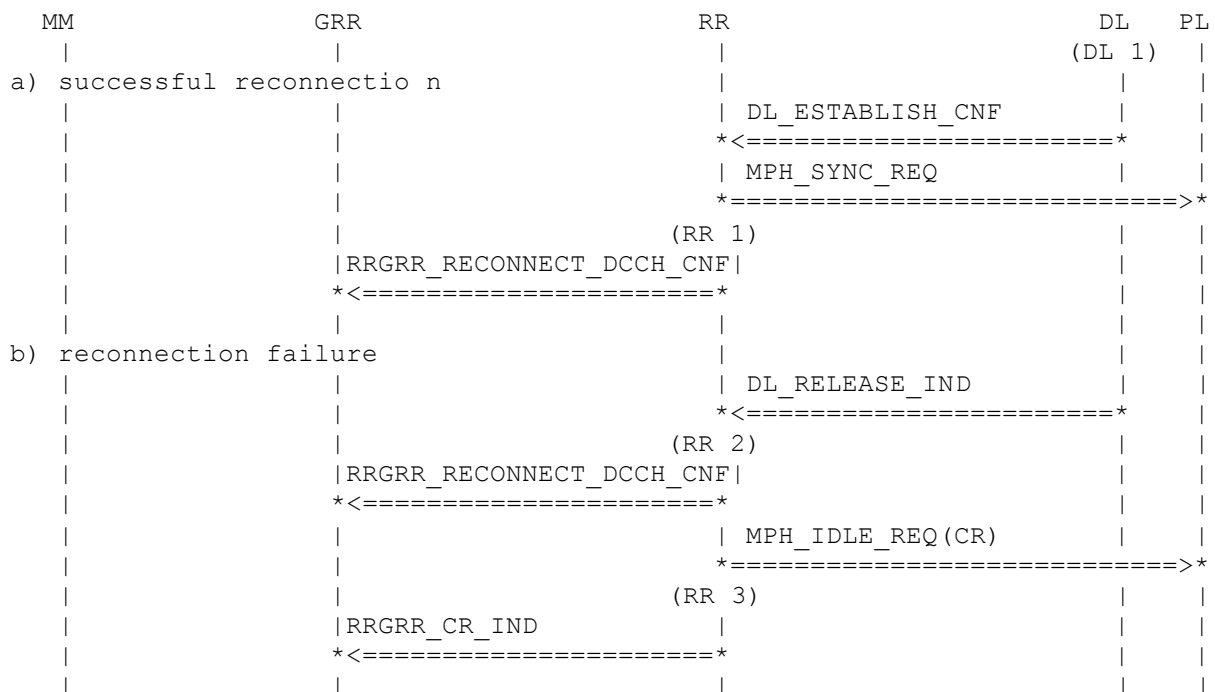 MM GRR RR DL PL
(DL 1)
a) successful reconnectio n
DL_ESTABLISH_CNF
*<=======================*
MPH_SYNC_REQ
*============================>*
(RR 1)
|RRGRR_RECONNECT_DCCH_CNF|
*<======================*
b) reconnection failure
DL_RELEASE_IND
*<=======================*
(RR 2)
|RRGRR_RECONNECT_DCCH_CNF|
*<======================*
MPH_IDLE_REQ(CR)
*============================>*
(RR 3)
|RRGRR_CR_IND |
*<======================*